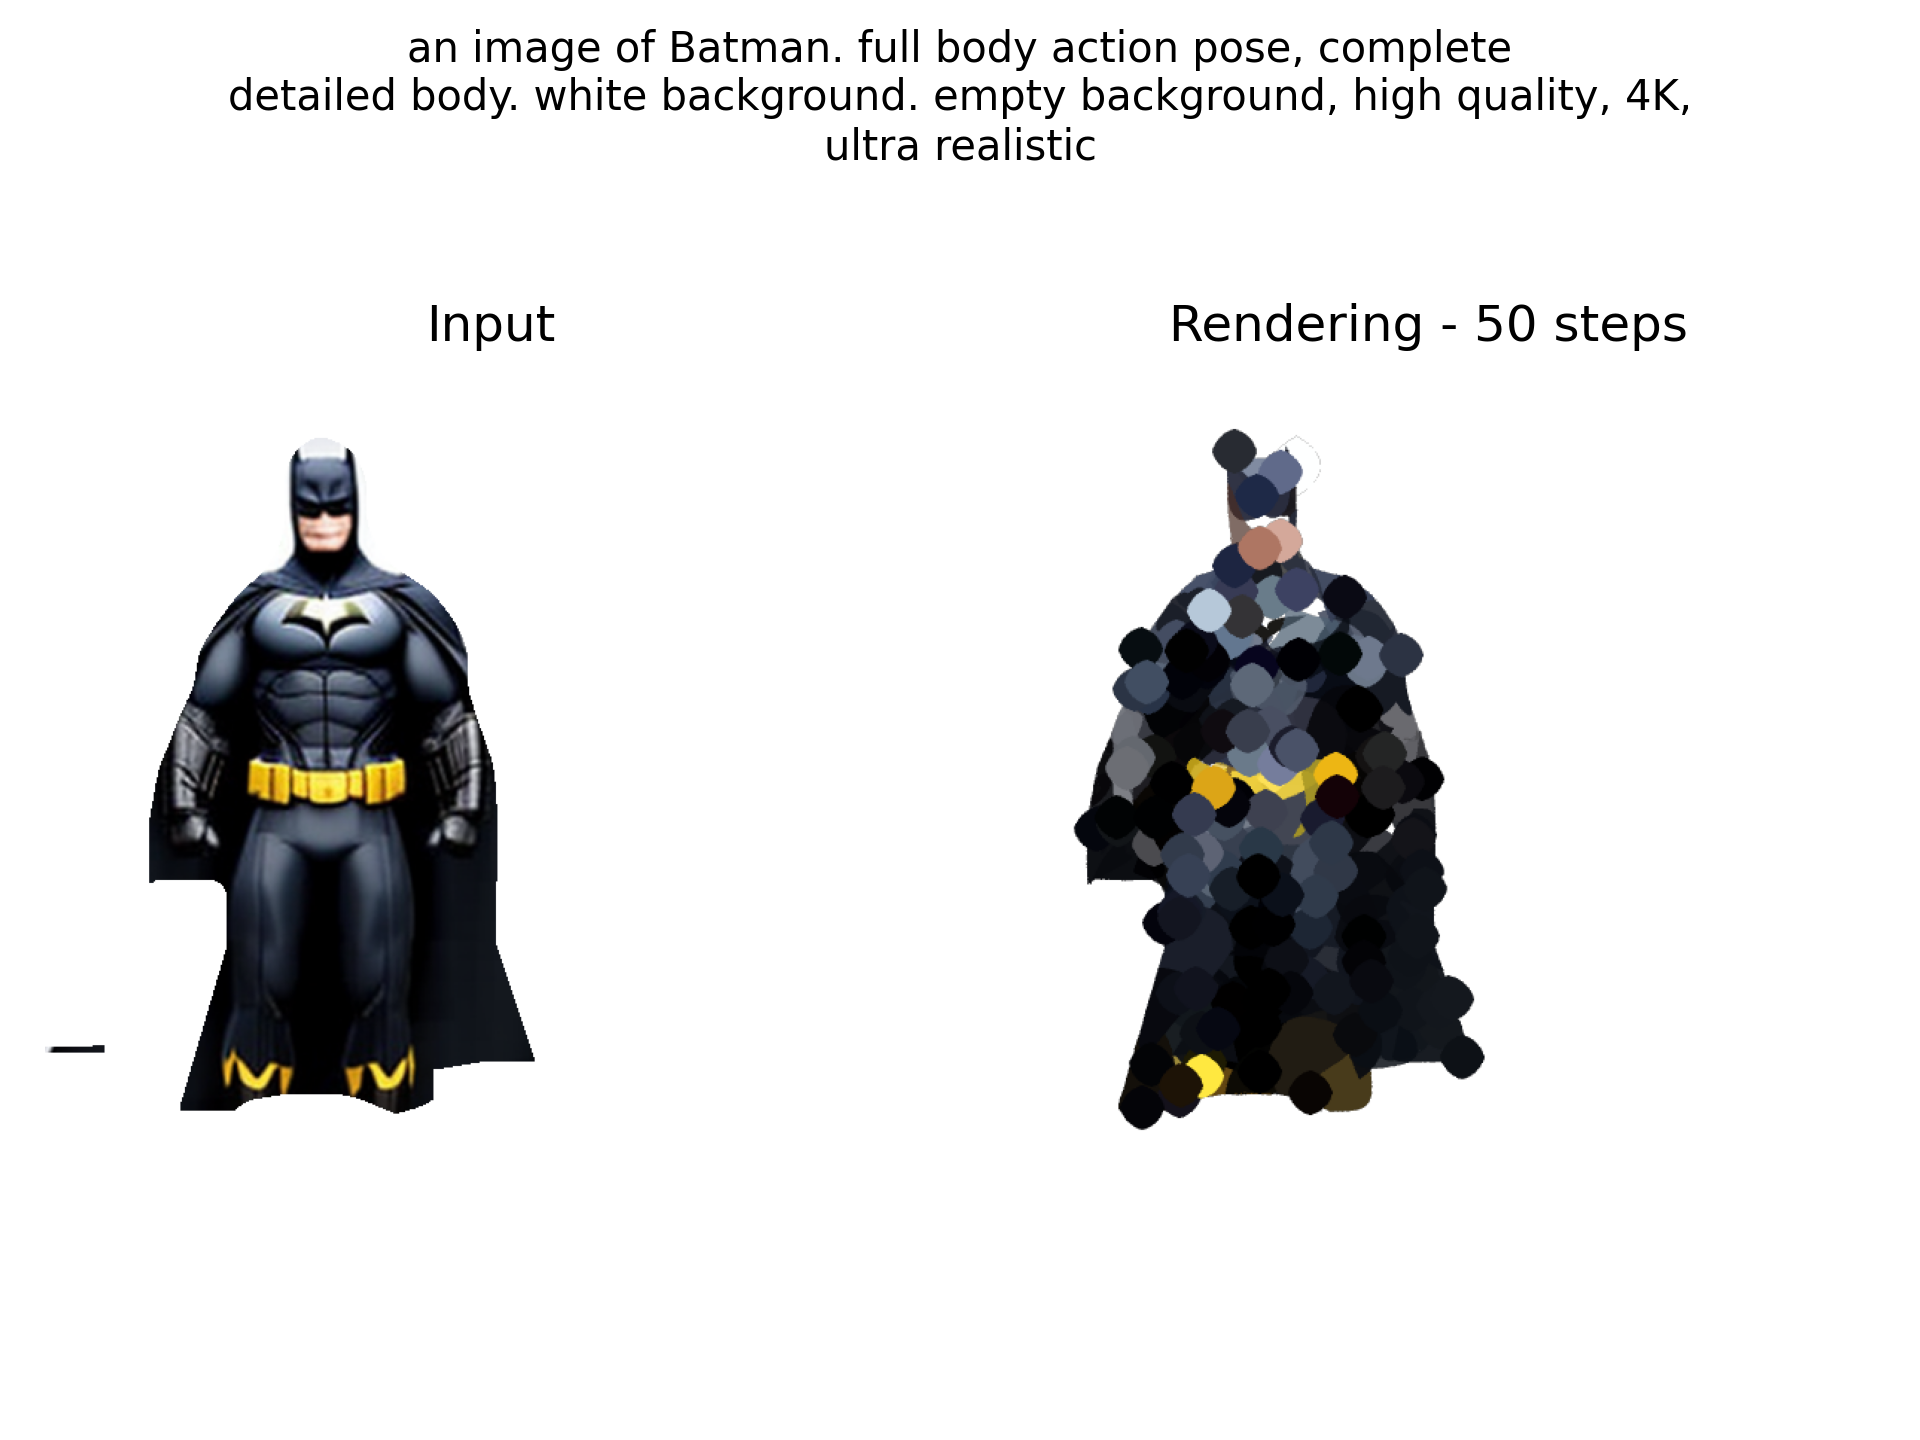 an image of Batman. full body action pose, complete
detailed body. white background. empty background, high quality, 4K,
ultra realistic
Input
Rendering - 50 steps